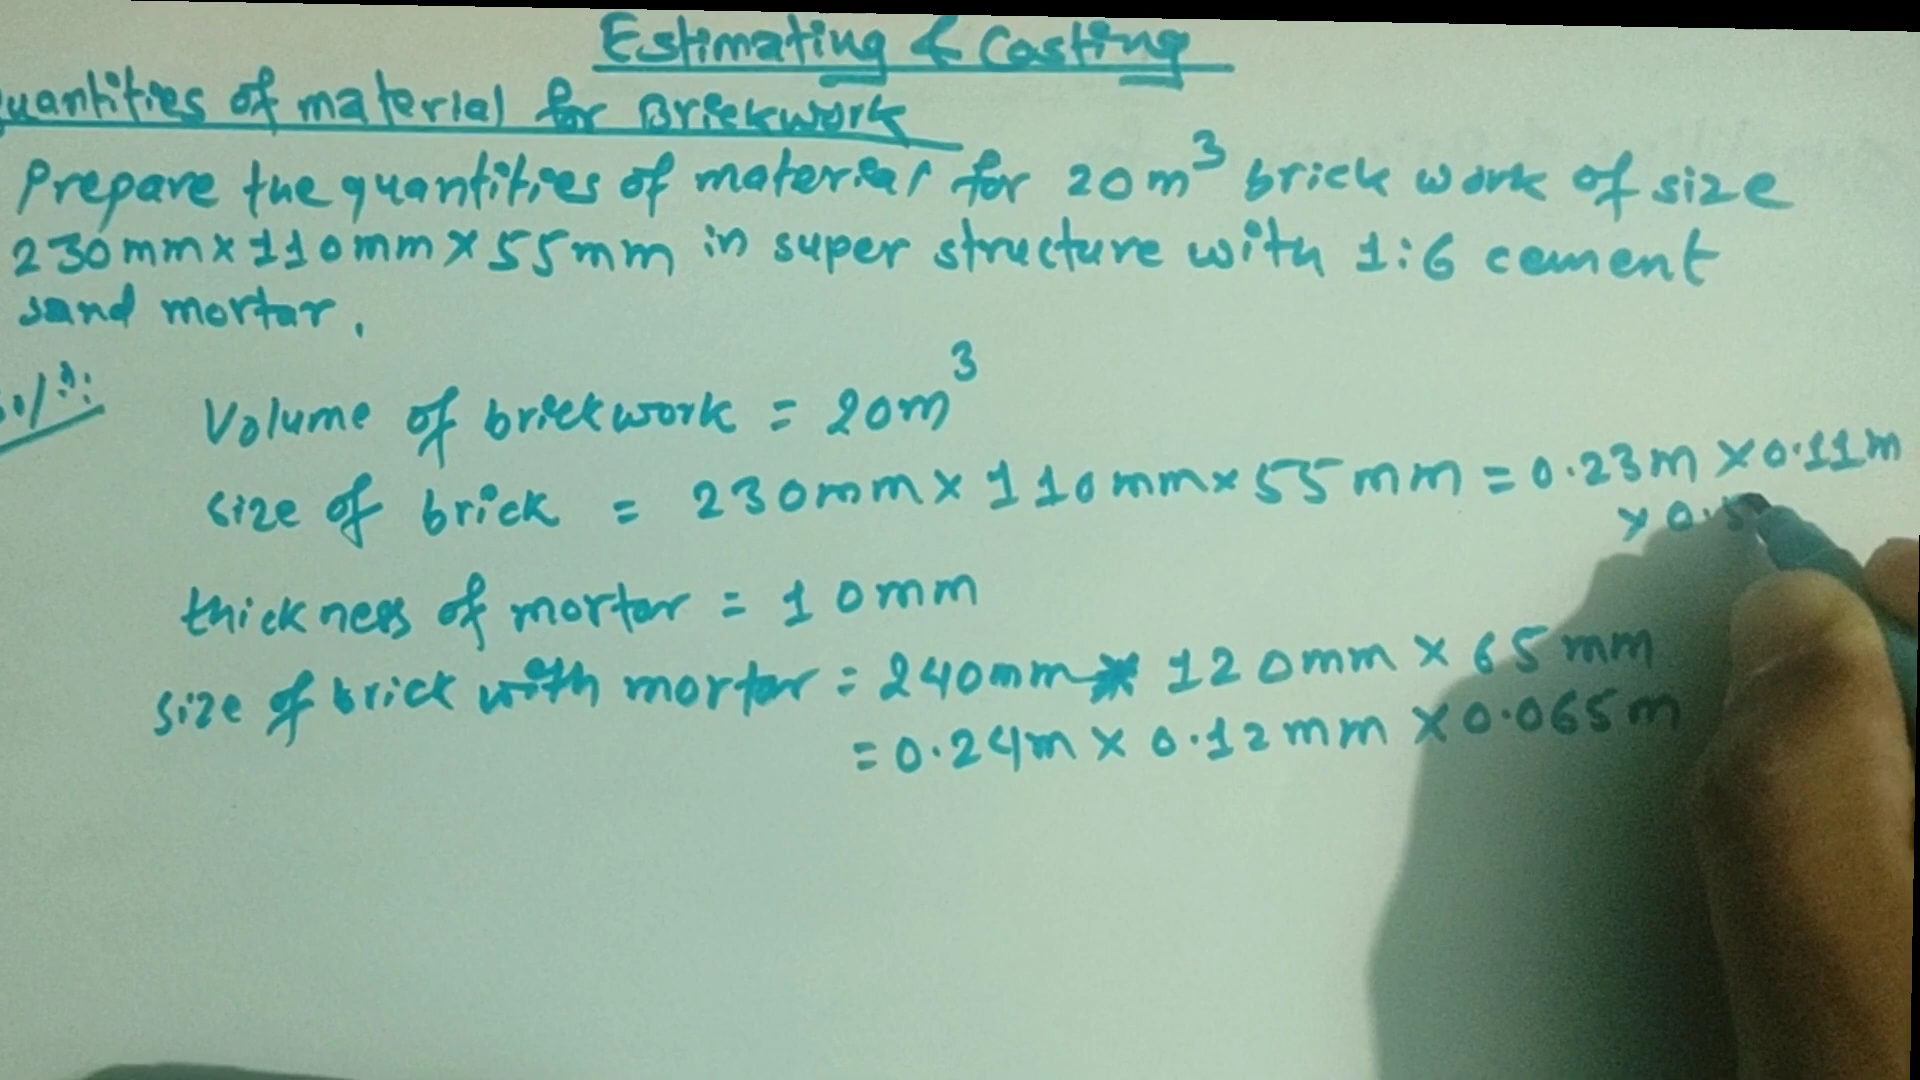 Estimating & Costing
Quantities of material for Brickwork
Prepare the quantities of material for 20m³ brick work of size
230mm x 110mm x 55mm in super structure with 1:6 cement
sand mortar.
Volume of brickwork = 20m³
size of brick = 230mm x 110mm x 55mm = 0.23m x 0.11m
x 0.
thickness of mortar = 10mm
size of brick with mortar = 240mm x 120mm x 65mm
= 0.24m x 0.12mm x 0.065m